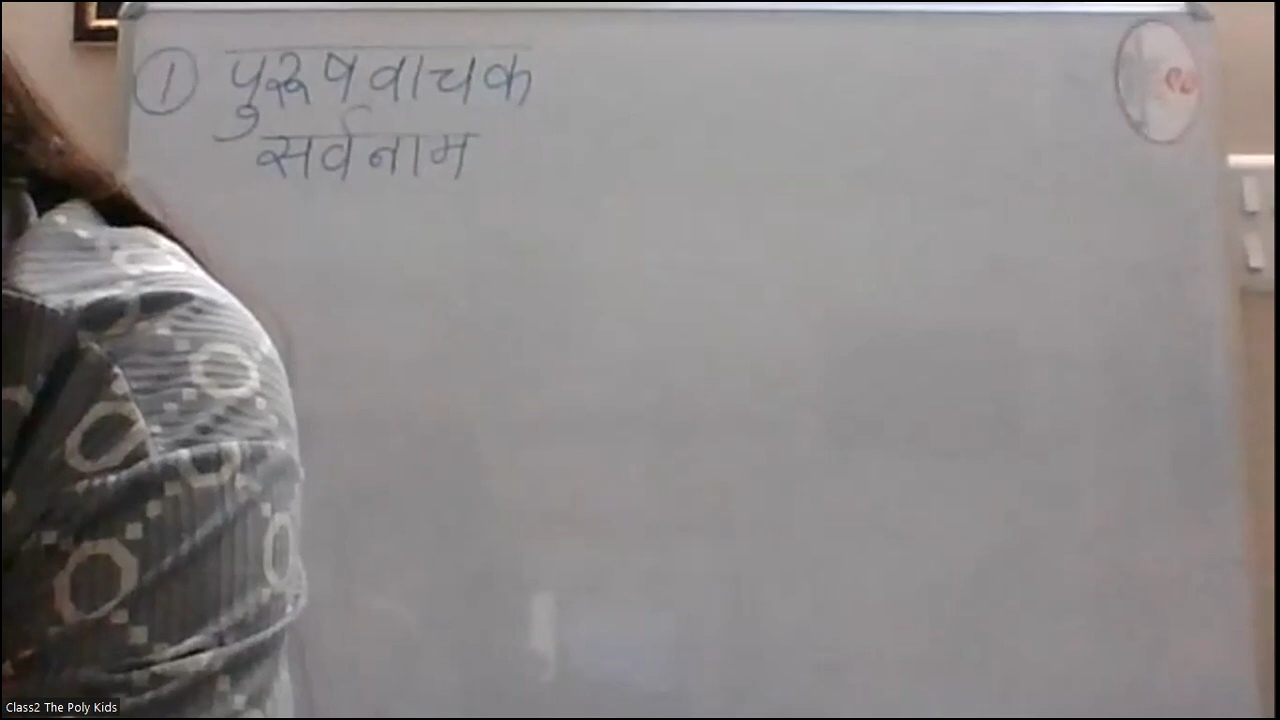 ① पुरूषवाचक
सर्वनाम
Class2 The Poly Kids